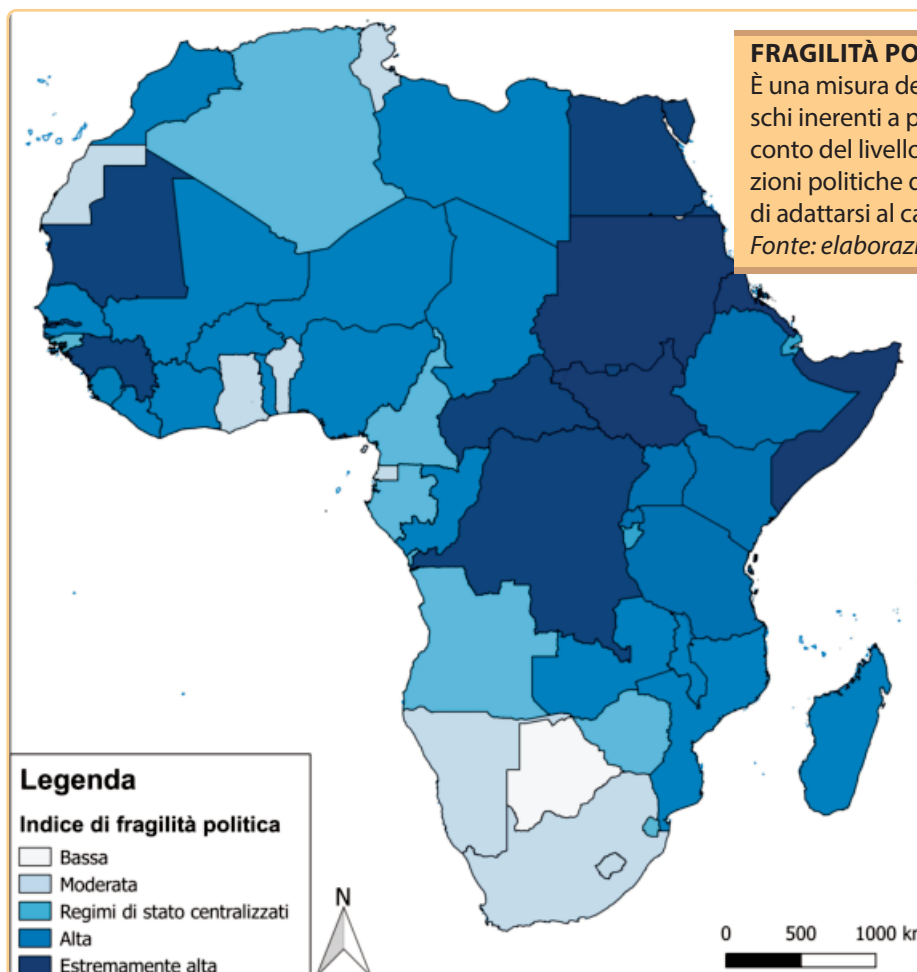 FRAGILITÀ PO
È una misura de
schi inerenti a p
conto del livello
zioni politiche d
di adattarsi al ca
Fonte: elaborazi
Legenda
Indice di fragilità politica
Bassa
Moderata
Regimi di stato centralizzati
Alta
Estremamente alta
N
0 500 1000 km